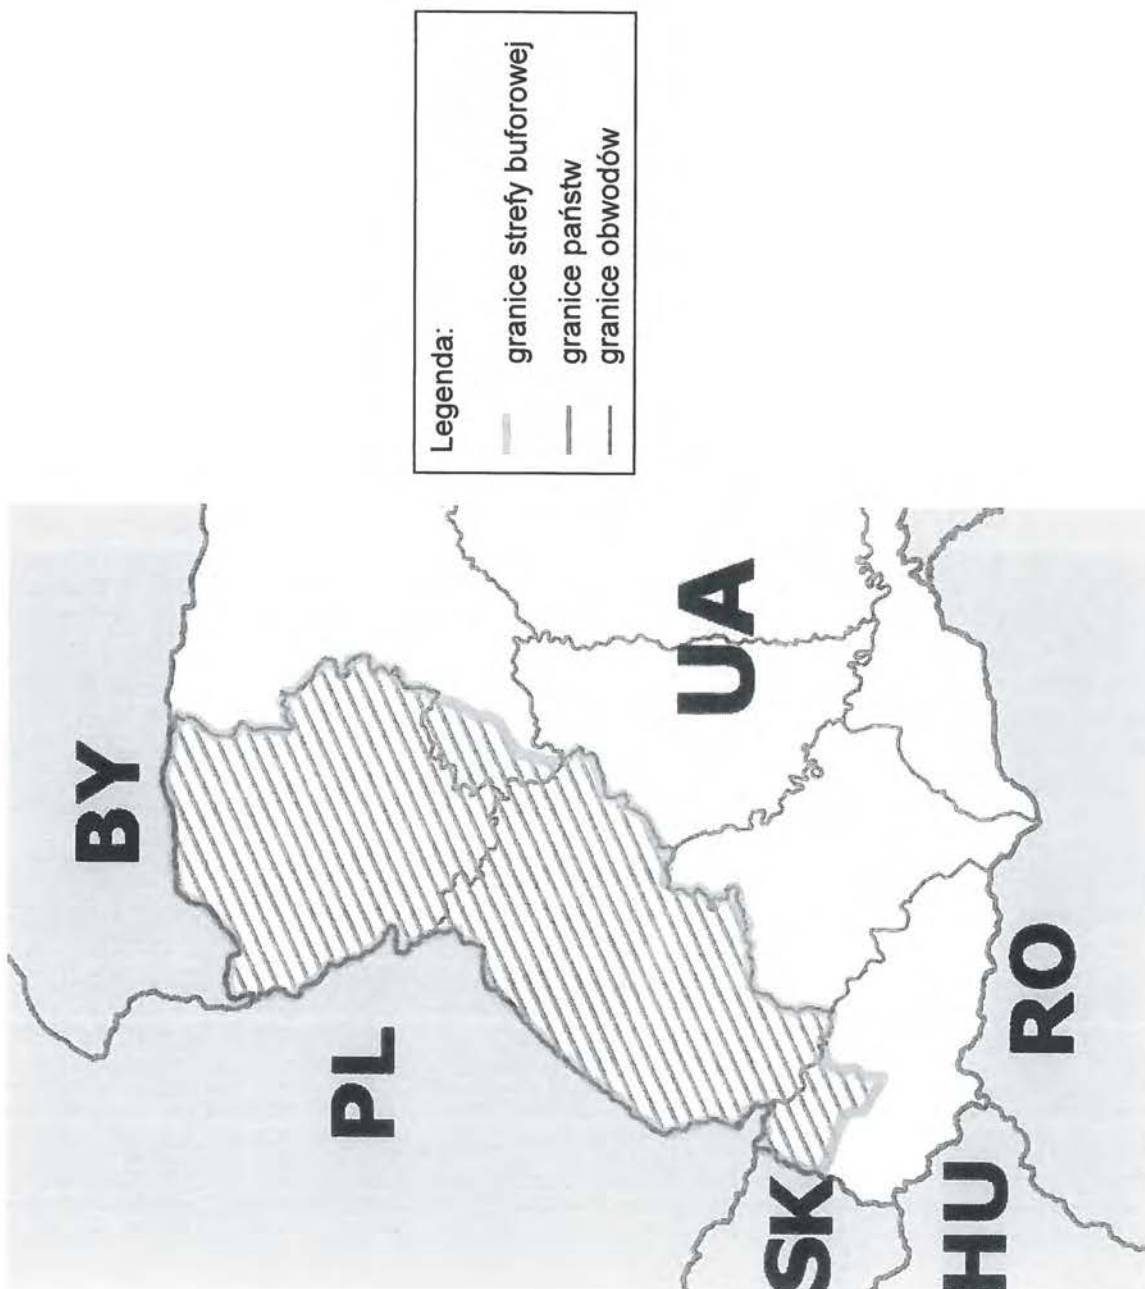 Legenda:
granice strefy buforowej
granice państw
granice obwodów
BY
PL
UA
SK
HU
RO